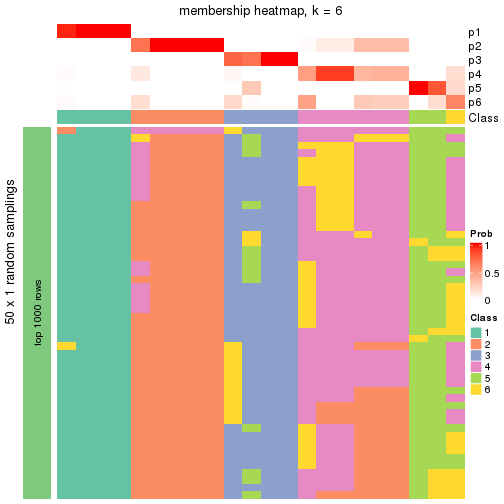 membership heatmap, k = 6
p1
p2
p3
p4
p5
p6
Class
50 x 1 random samplings
top 1000 rows
Prob
1
0.5
0
Class
1
2
3
4
5
6